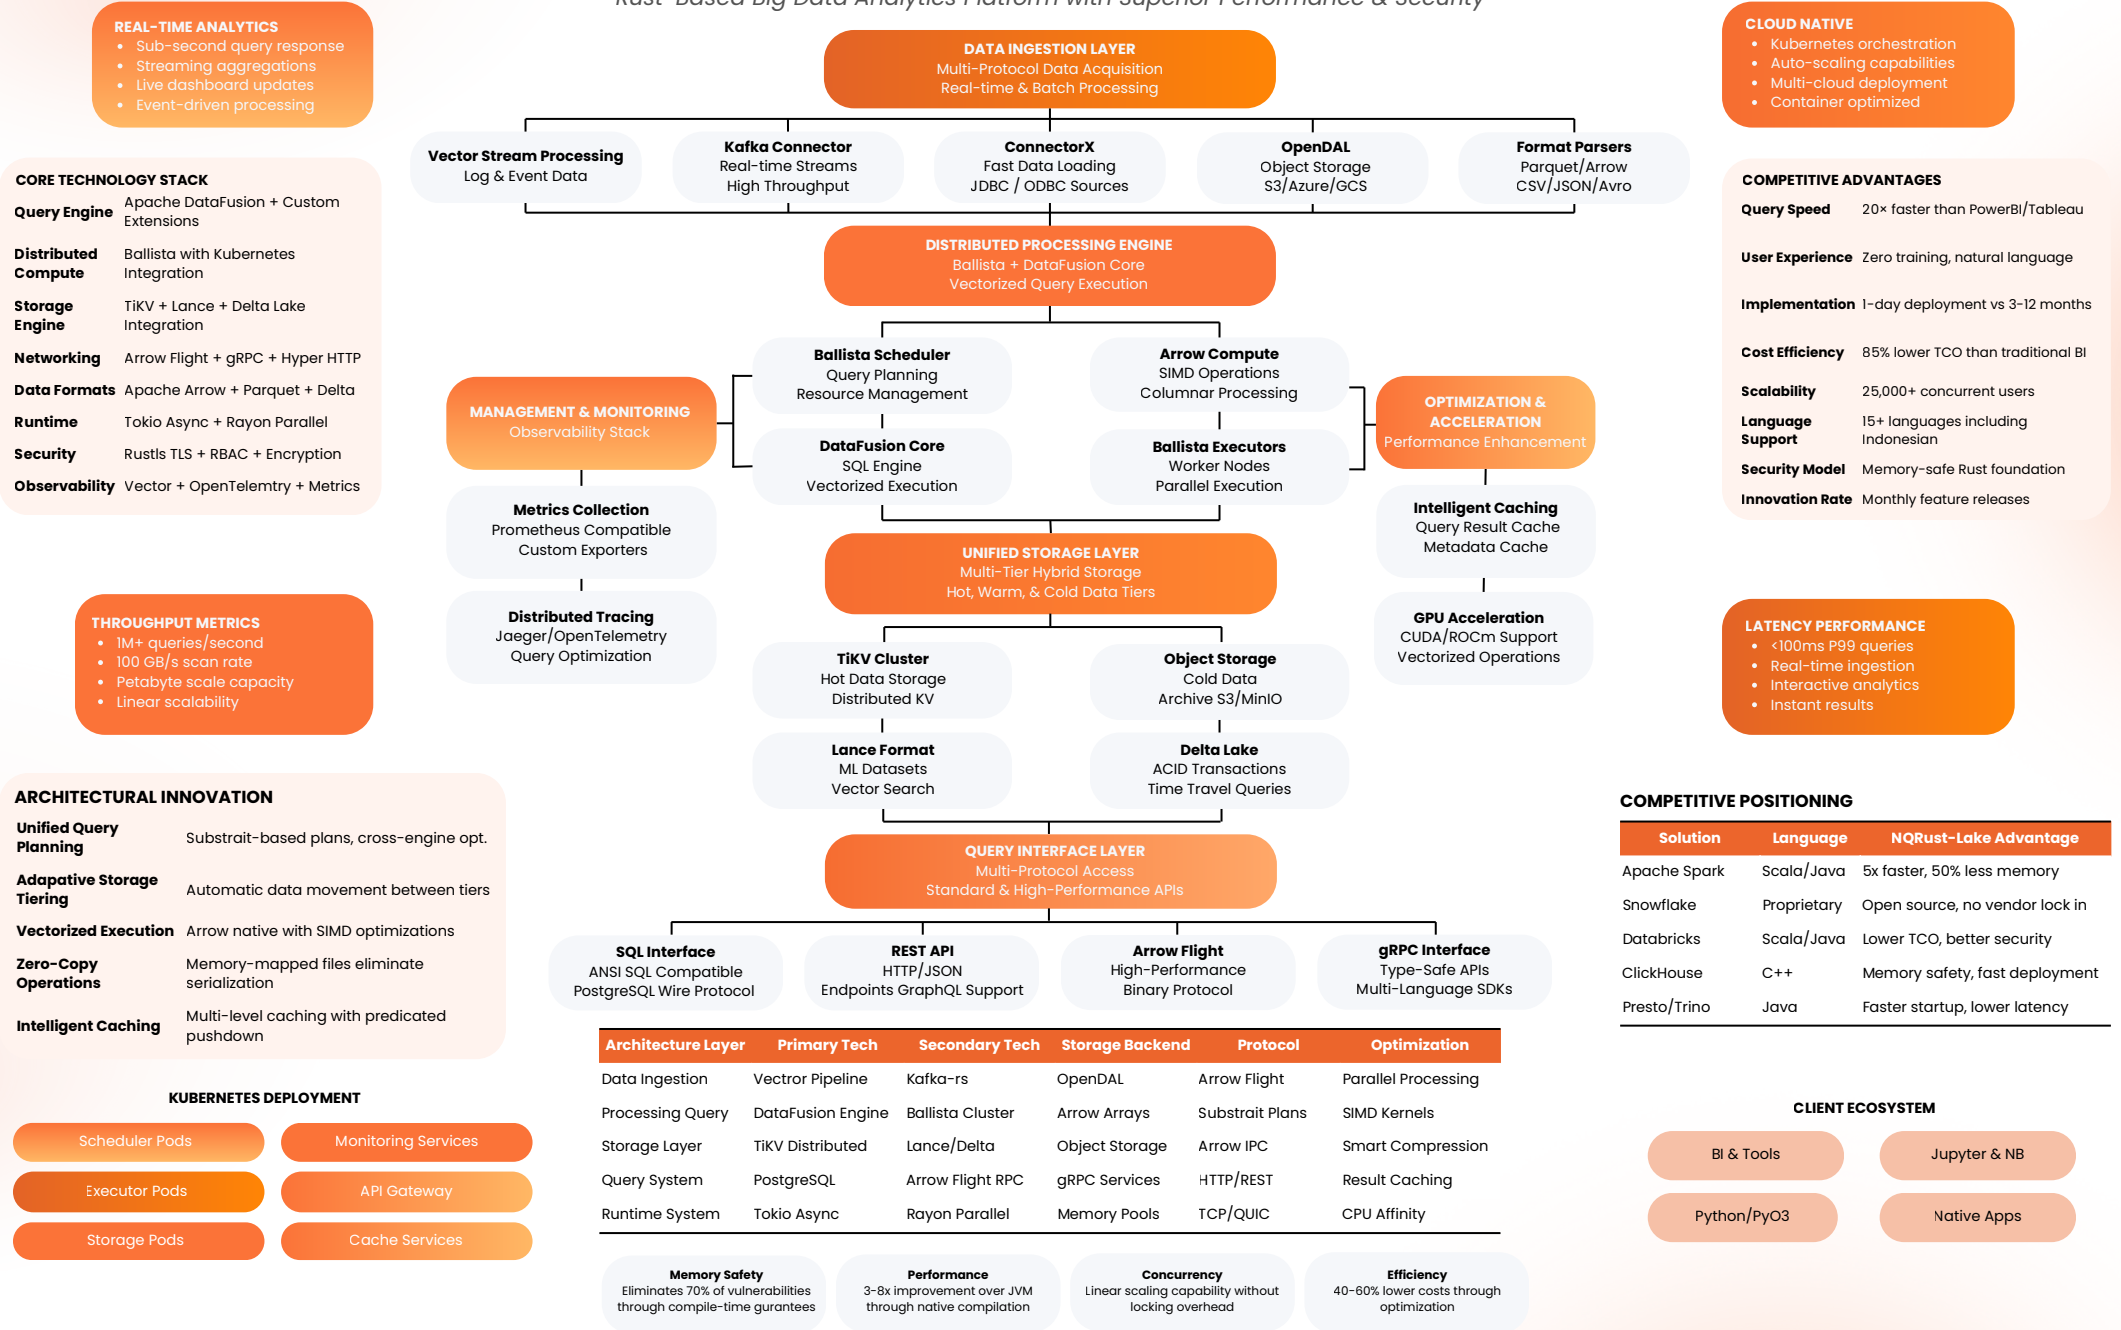 Rust-Based Big Data Analytics Platform with Superior Performance & Security
REAL-TIME ANALYTICS
• Sub-second query response
• Streaming aggregations
• Live dashboard updates
• Event-driven processing
CORE TECHNOLOGY STACK
Query Engine Apache DataFusion + Custom
Extensions
Distributed Ballista with Kubernetes
Compute Integration
Storage TiKV + Lance + Delta Lake
Engine Integration
Networking Arrow Flight + gRPC + Hyper HTTP
Data Formats Apache Arrow + Parquet + Delta
Runtime Tokio Async + Rayon Parallel
Security Rustls TLS + RBAC + Encryption
Observability Vector + OpenTelemtry + Metrics
THROUGHPUT METRICS
• 1M+ queries/second
• 100 GB/s scan rate
• Petabyte scale capacity
• Linear scalability
ARCHITECTURAL INNOVATION
Unified Query
Planning
Substrait-based plans, cross-engine opt.
Adapative Storage
Tiering
Automatic data movement between tiers
Vectorized Execution Arrow native with SIMD optimizations
Zero-Copy Memory-mapped files eliminate
Operations serialization
Intelligent Caching
Multi-level caching with predicated
pushdown
KUBERNETES DEPLOYMENT
Scheduler Pods Monitoring Services
Executor Pods API Gateway
Storage Pods Cache Services
DATA INGESTION LAYER
Multi-Protocol Data Acquisition
Real-time & Batch Processing
Vector Stream Processing
Log & Event Data
Kafka Connector
Real-time Streams
High Throughput
ConnectorX
Fast Data Loading
JDBC / ODBC Sources
OpenDAL
Object Storage
S3/Azure/GCS
Format Parsers
Parquet/Arrow
CSV/JSON/Avro
DISTRIBUTED PROCESSING ENGINE
Ballista + DataFusion Core
Vectorized Query Execution
Ballista Scheduler
Query Planning
Resource Management
Arrow Compute
SIMD Operations
Columnar Processing
DataFusion Core
SQL Engine
Vectorized Execution
Ballista Executors
Worker Nodes
Parallel Execution
MANAGEMENT & MONITORING
Observability Stack
Metrics Collection
Prometheus Compatible
Custom Exporters
Distributed Tracing
Jaeger/OpenTelemetry
Query Optimization
OPTIMIZATION &
ACCELERATION
Performance Enhancement
Intelligent Caching
Query Result Cache
Metadata Cache
GPU Acceleration
CUDA/ROCm Support
Vectorized Operations
UNIFIED STORAGE LAYER
Multi-Tier Hybrid Storage
Hot, Warm, & Cold Data Tiers
TiKV Cluster
Hot Data Storage
Distributed KV
Object Storage
Cold Data
Archive S3/MinIO
Lance Format
ML Datasets
Vector Search
Delta Lake
ACID Transactions
Time Travel Queries
QUERY INTERFACE LAYER
Multi-Protocol Access
Standard & High-Performance APIs
SQL Interface
ANSI SQL Compatible
PostgreSQL Wire Protocol
REST API
HTTP/JSON
Endpoints GraphQL Support
Arrow Flight
High-Performance
Binary Protocol
gRPC Interface
Type-Safe APIs
Multi-Language SDKs
Architecture Layer Primary Tech Secondary Tech Storage Backend Protocol Optimization
Data Ingestion Vectror Pipeline Kafka-rs OpenDAL Arrow Flight Parallel Processing
Processing Query DataFusion Engine Ballista Cluster Arrow Arrays Substrait Plans SIMD Kernels
Storage Layer TiKV Distributed Lance/Delta Object Storage Arrow IPC Smart Compression
Query System PostgreSQL Arrow Flight RPC gRPC Services HTTP/REST Result Caching
Runtime System Tokio Async Rayon Parallel Memory Pools TCP/QUIC CPU Affinity
Memory Safety
Eliminates 70% of vulnerabilities
through compile-time gurantees
Performance
3-8x improvement over JVM
through native compilation
Concurrency
Linear scaling capability without
locking overhead
Efficiency
40-60% lower costs through
optimization
CLOUD NATIVE
• Kubernetes orchestration
• Auto-scaling capabilities
• Multi-cloud deployment
• Container optimized
COMPETITIVE ADVANTAGES
Query Speed 20× faster than PowerBI/Tableau
User Experience Zero training, natural language
Implementation 1-day deployment vs 3-12 months
Cost Efficiency 85% lower TCO than traditional BI
Scalability 25,000+ concurrent users
Language 15+ languages including
Support Indonesian
Security Model Memory-safe Rust foundation
Innovation Rate Monthly feature releases
LATENCY PERFORMANCE
• <100ms P99 queries
• Real-time ingestion
• Interactive analytics
• Instant results
COMPETITIVE POSITIONING
Solution Language NQRust-Lake Advantage
Apache Spark Scala/Java 5x faster, 50% less memory
Snowflake Proprietary Open source, no vendor lock in
Databricks Scala/Java Lower TCO, better security
ClickHouse C++ Memory safety, fast deployment
Presto/Trino Java Faster startup, lower latency
CLIENT ECOSYSTEM
BI & Tools Jupyter & NB
Python/PyO3 Native Apps